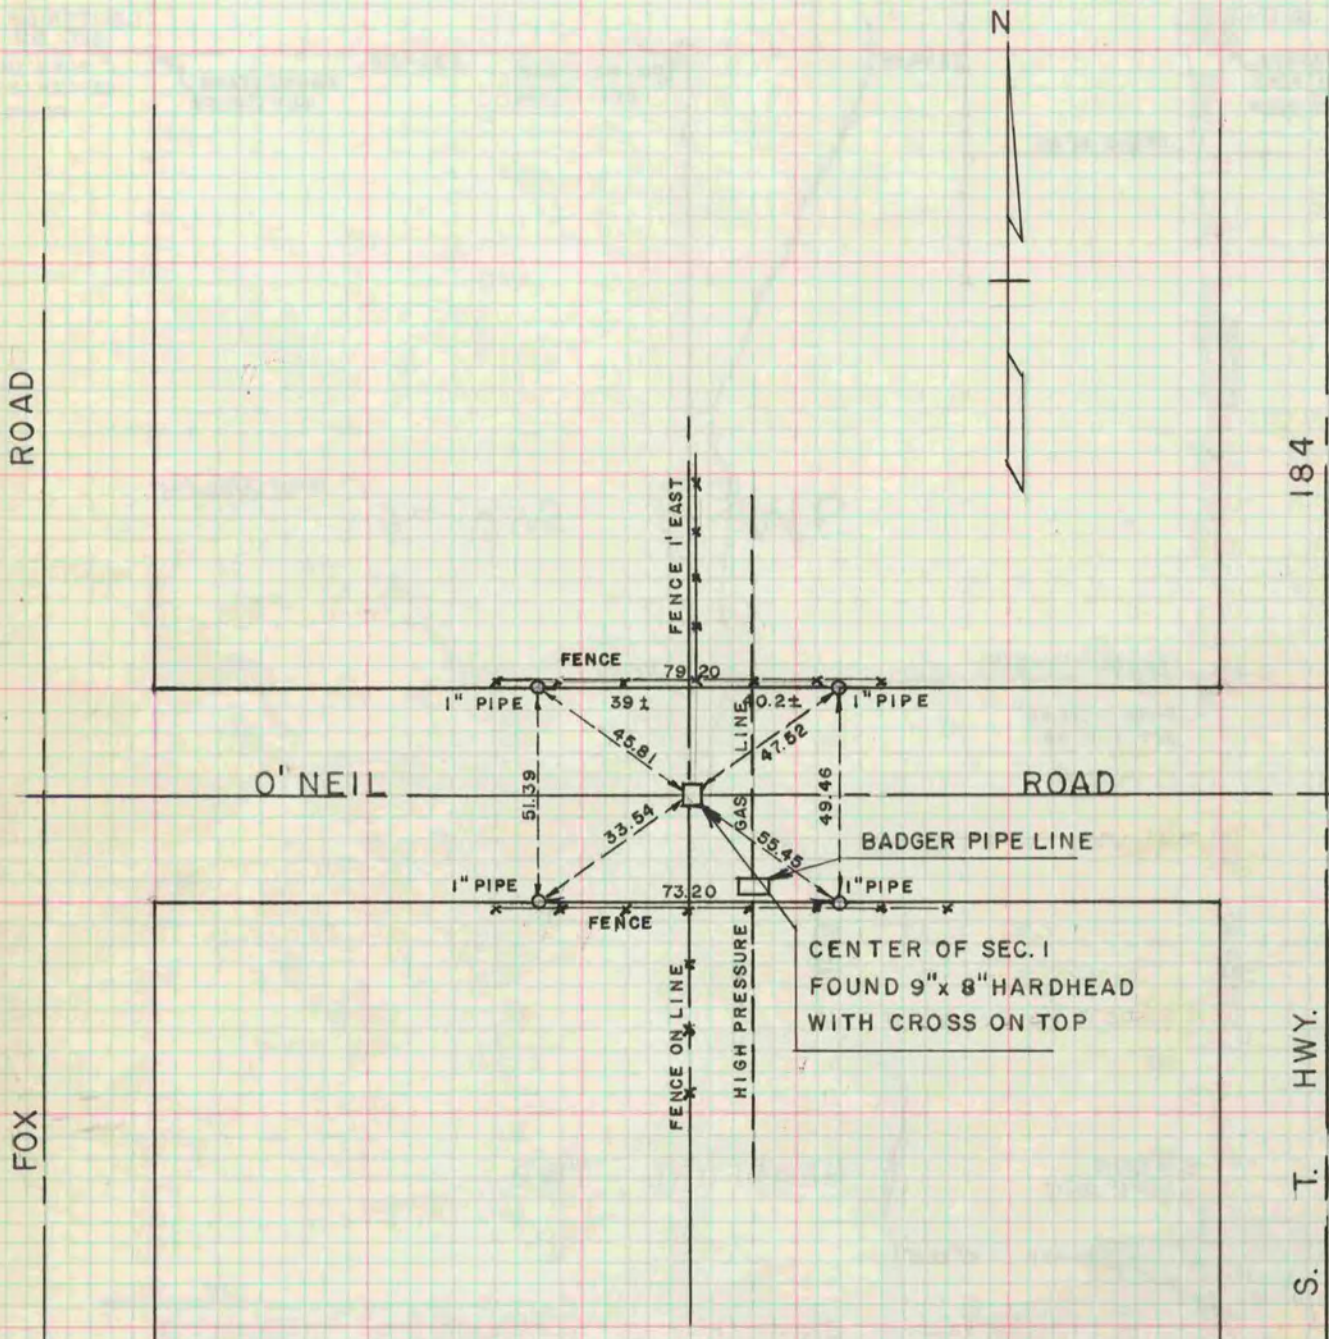 N
ROAD
184
FENCE 1' EAST
FENCE
79.20
1" PIPE
39±
40.2±
1" PIPE
45.81
47.52
GAS LINE
O'NEIL
ROAD
51.39
49.46
33.54
55.45
BADGER PIPE LINE
1" PIPE
73.20
1" PIPE
FENCE
CENTER OF SEC. 1
FOUND 9" x 8" HARDHEAD
WITH CROSS ON TOP
FENCE ON LINE
HIGH PRESSURE
FOX
S. T. HWY.